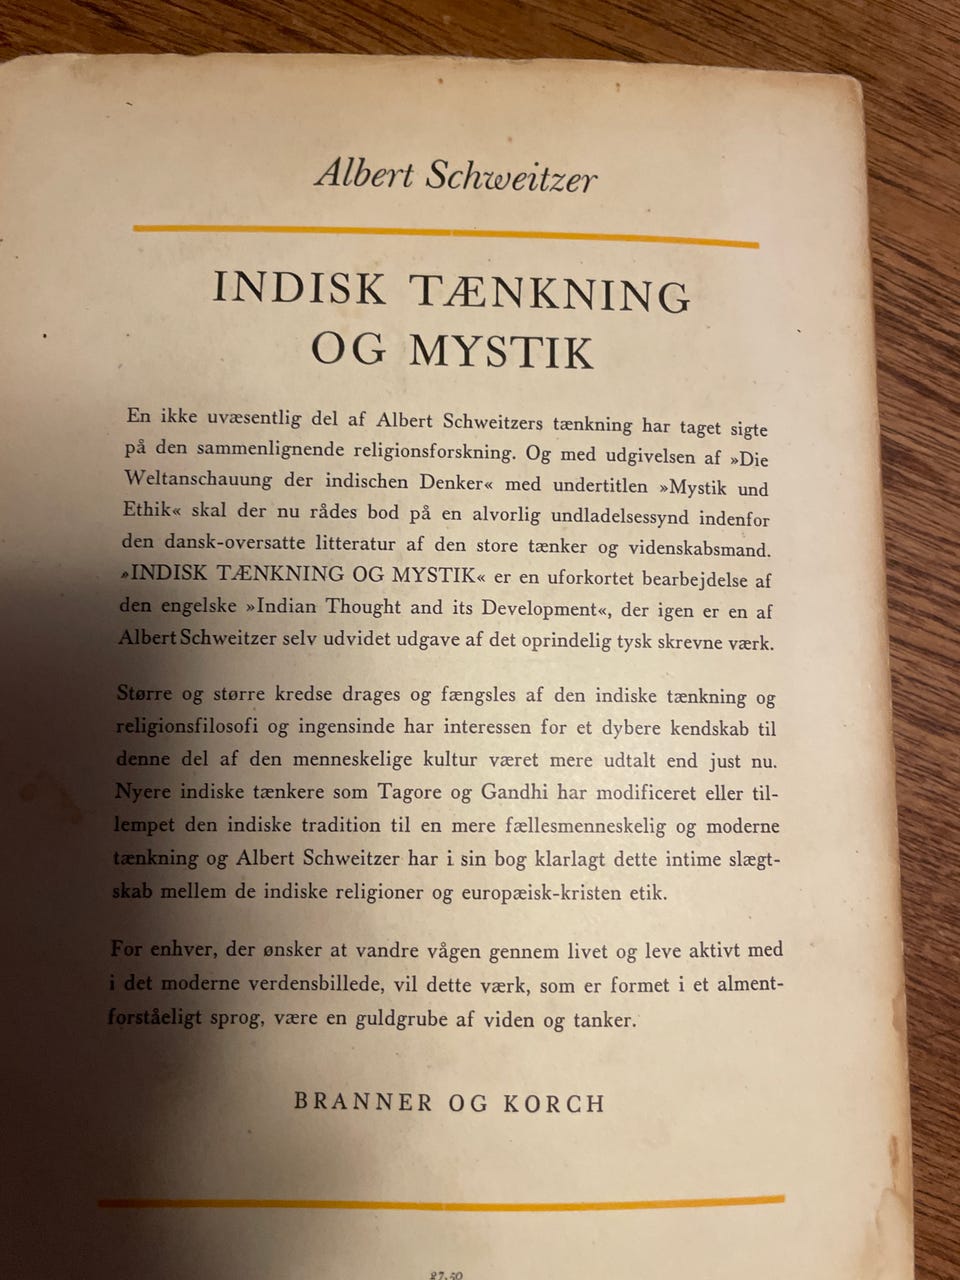 Albert Schweitzer
INDISK TÆNKNING
OG MYSTIK
En ikke uvæsentlig del af Albert Schweitzers tænkning har taget sigte
på den sammenlignende religionsforskning. Og med udgivelsen af »Die
Weltanschauung der indischen Denker« med undertitlen »Mystik und
Ethik« skal der nu rådes bod på en alvorlig undladelsessynd indenfor
den dansk-oversatte litteratur af den store tænker og videnskabsmand.
»INDISK TÆNKNING OG MYSTIK« er en uforkortet bearbejdelse af
den engelske »Indian Thought and its Development«, der igen er en af
Albert Schweitzer selv udvidet udgave af det oprindelig tysk skrevne værk.
Større og større kredse drages og fængsles af den indiske tænkning og
religionsfilosofi og ingensinde har interessen for et dybere kendskab til
denne del af den menneskelige kultur været mere udtalt end just nu.
Nyere indiske tænkere som Tagore og Gandhi har modificeret eller til-
lempet den indiske tradition til en mere fællesmenneskelig og moderne
tænkning og Albert Schweitzer har i sin bog klarlagt dette intime slægt-
skab mellem de indiske religioner og europæisk-kristen etik.
For enhver, der ønsker at vandre vågen gennem livet og leve aktivt med
i det moderne verdensbillede, vil dette værk, som er formet i et alment-
forståeligt sprog, være en guldgrube af viden og tanker.
BRANNER OG KORCH
27,50